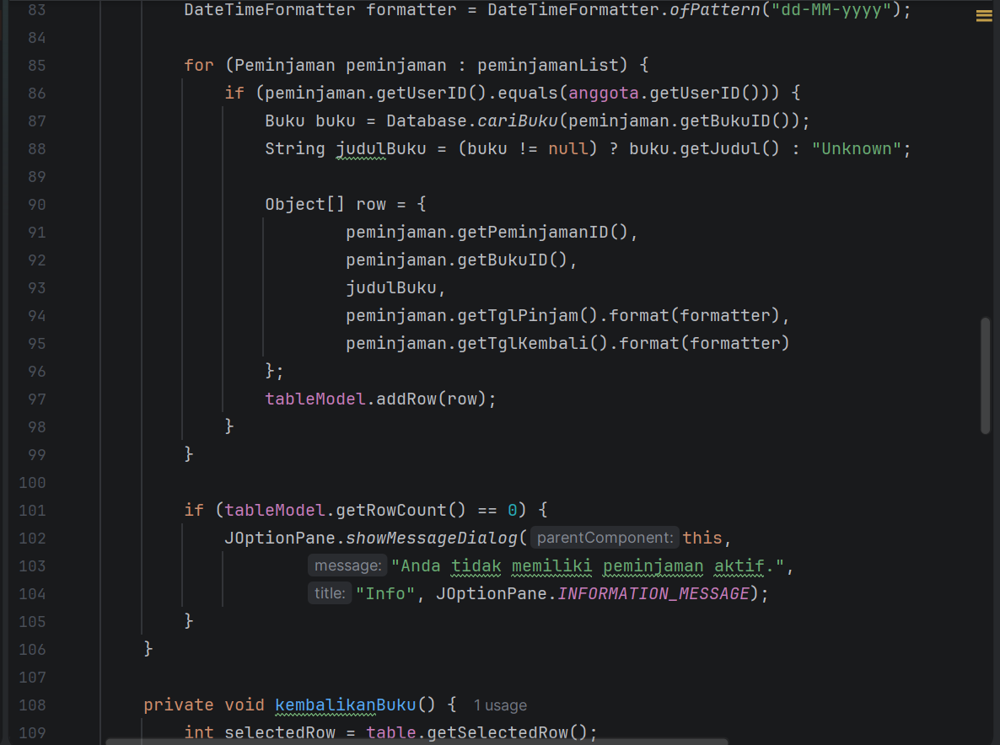 83 DateTimeFormatter formatter = DateTimeFormatter.ofPattern("dd-MM-yyyy");
84
85 for (Peminjaman peminjaman : peminjamanList) {
86 if (peminjaman.getUserID().equals(anggota.getUserID())) {
87 Buku buku = Database.cariBuku(peminjaman.getBukuID());
88 String judulBuku = (buku != null) ? buku.getJudul() : "Unknown";
89
90 Object[] row = {
91 peminjaman.getPeminjamanID(),
92 peminjaman.getBukuID(),
93 judulBuku,
94 peminjaman.getTglPinjam().format(formatter),
95 peminjaman.getTglKembali().format(formatter)
96 };
97 tableModel.addRow(row);
98 }
99 }
100
101 if (tableModel.getRowCount() == 0) {
102 JOptionPane.showMessageDialog( parentComponent: this,
103 message: "Anda tidak memiliki peminjaman aktif.",
104 title: "Info", JOptionPane.INFORMATION_MESSAGE);
105 }
106 }
107
108 private void kembalikanBuku() { 1 usage
109 int selectedRow = table.getSelectedRow();